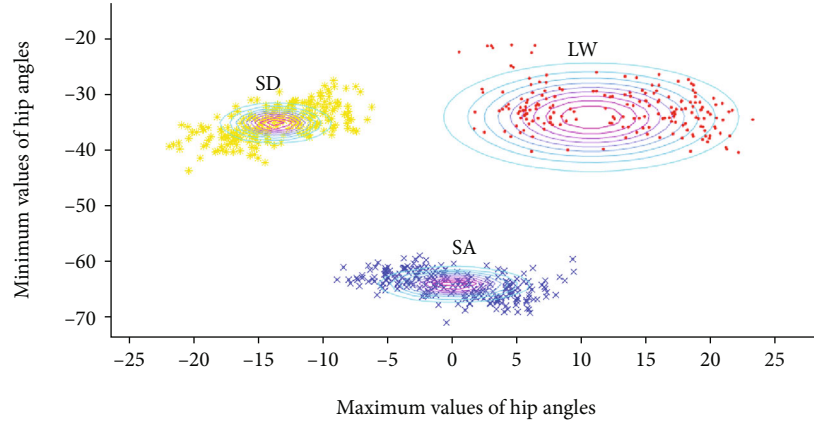 −20
−30
−40
−50
−60
−70
Minimum values of hip angles
SD
LW
SA
−25 −20 −15 −10 −5 0 5 10 15 20 25
Maximum values of hip angles